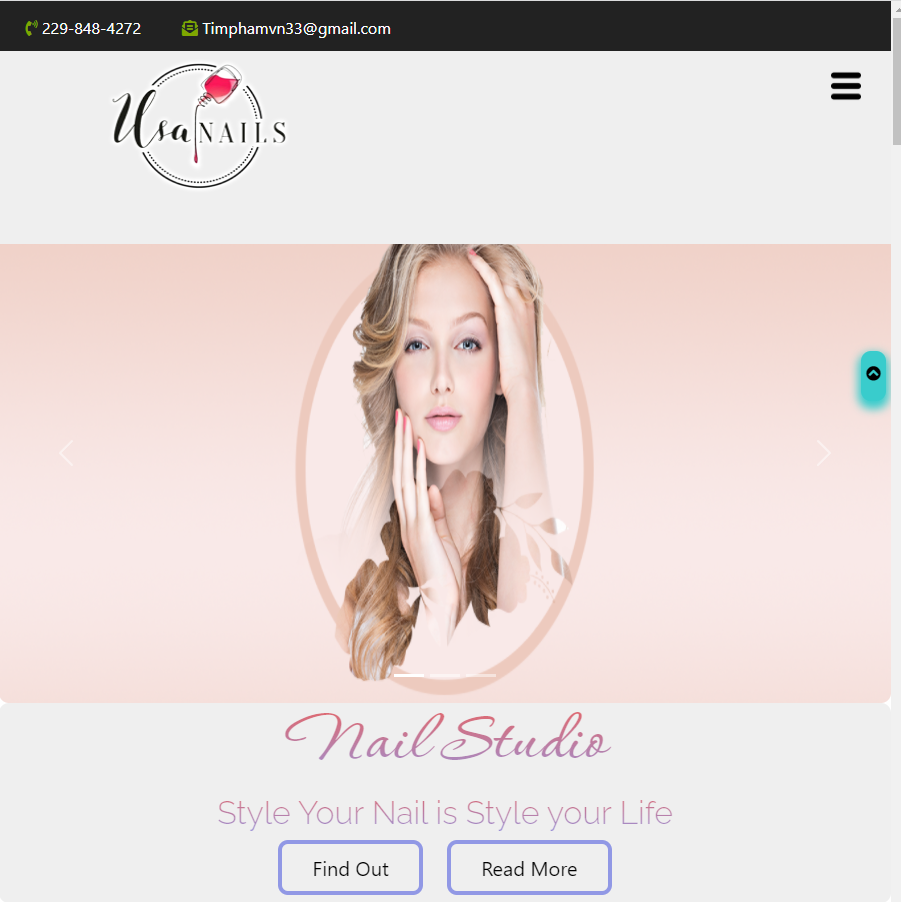 229-848-4272 Timphamvn33@gmail.com
Usa NAILS
Nail Studio
Style Your Nail is Style your Life
Find Out Read More